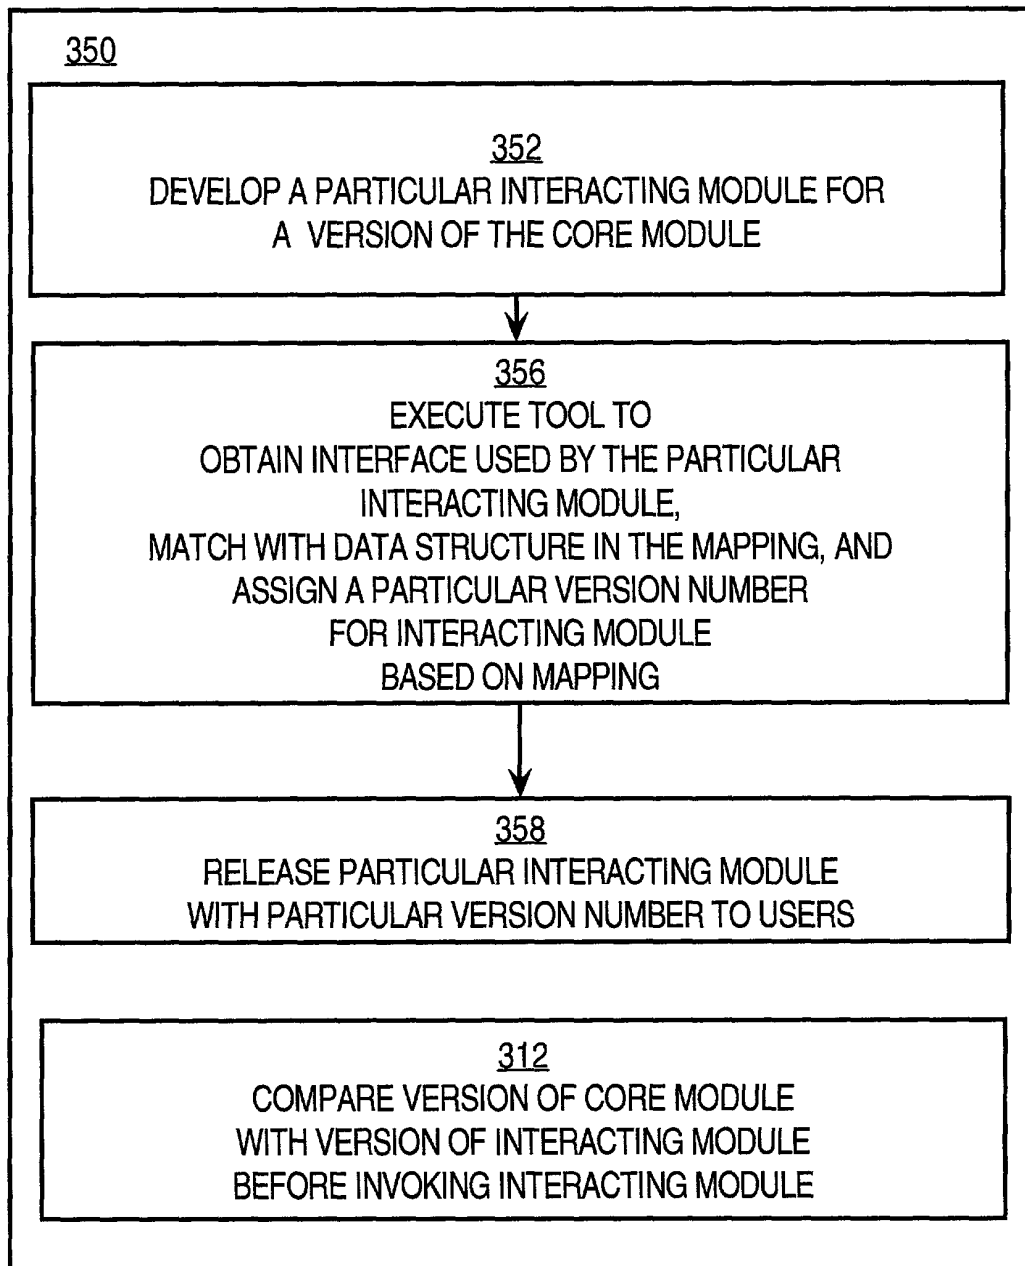 350
352
DEVELOP A PARTICULAR INTERACTING MODULE FOR
A VERSION OF THE CORE MODULE
356
EXECUTE TOOL TO
OBTAIN INTERFACE USED BY THE PARTICULAR
INTERACTING MODULE,
MATCH WITH DATA STRUCTURE IN THE MAPPING, AND
ASSIGN A PARTICULAR VERSION NUMBER
FOR INTERACTING MODULE
BASED ON MAPPING
358
RELEASE PARTICULAR INTERACTING MODULE
WITH PARTICULAR VERSION NUMBER TO USERS
312
COMPARE VERSION OF CORE MODULE
WITH VERSION OF INTERACTING MODULE
BEFORE INVOKING INTERACTING MODULE